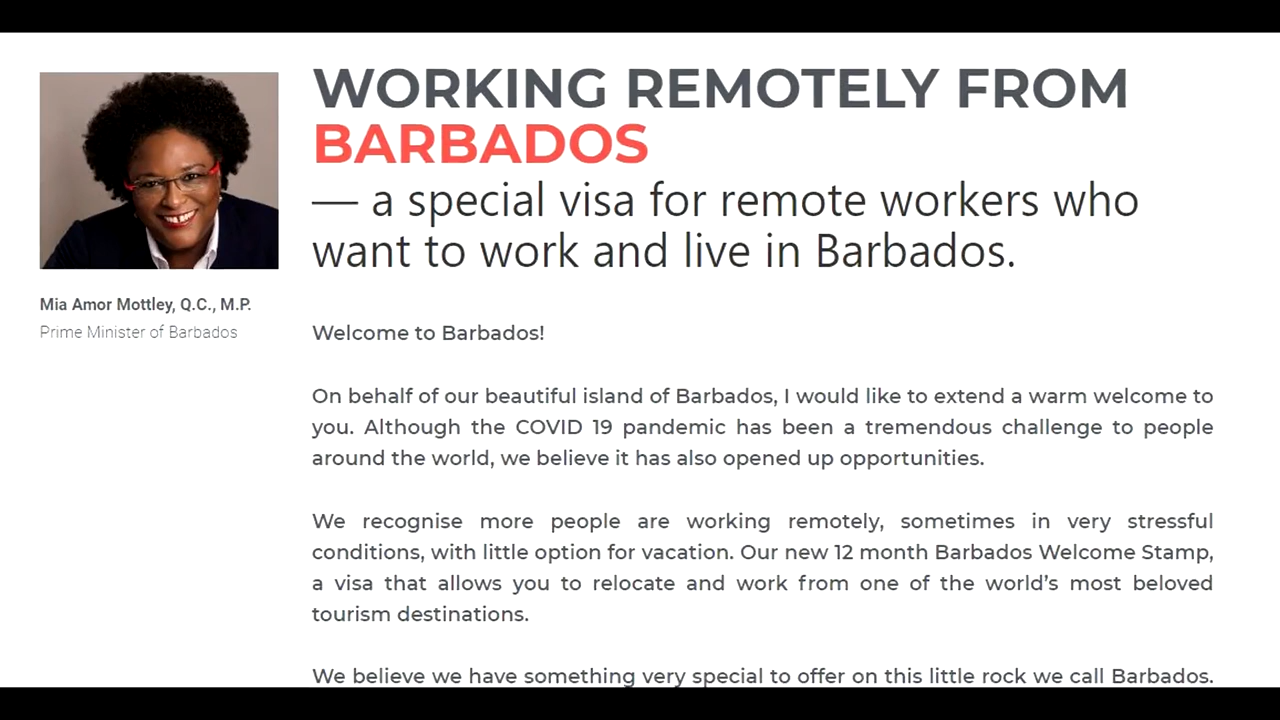 WORKING REMOTELY FROM
BARBADOS
— a special visa for remote workers who
want to work and live in Barbados.
Mia Amor Mottley, Q.C., M.P.
Prime Minister of Barbados
Welcome to Barbados!
On behalf of our beautiful island of Barbados, I would like to extend a warm welcome to
you. Although the COVID 19 pandemic has been a tremendous challenge to people
around the world, we believe it has also opened up opportunities.
We recognise more people are working remotely, sometimes in very stressful
conditions, with little option for vacation. Our new 12 month Barbados Welcome Stamp,
a visa that allows you to relocate and work from one of the world's most beloved
tourism destinations.
We believe we have something very special to offer on this little rock we call Barbados.